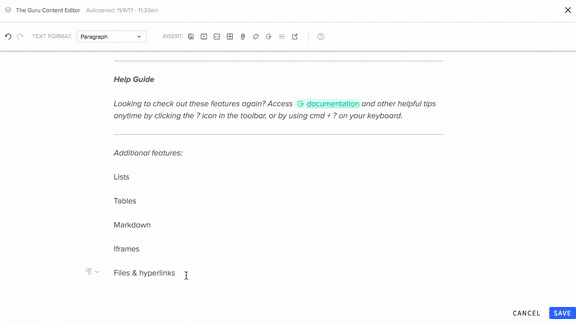 The Guru Content Editor Autosaved: 11/8/17 - 11:33am
TEXT FORMAT: Paragraph INSERT:
Help Guide
Looking to check out these features again? Access documentation and other helpful tips
anytime by clicking the ? icon in the toolbar, or by using cmd + ? on your keyboard.
Additional features:
Lists
Tables
Markdown
Iframes
Files & hyperlinks
CANCEL SAVE